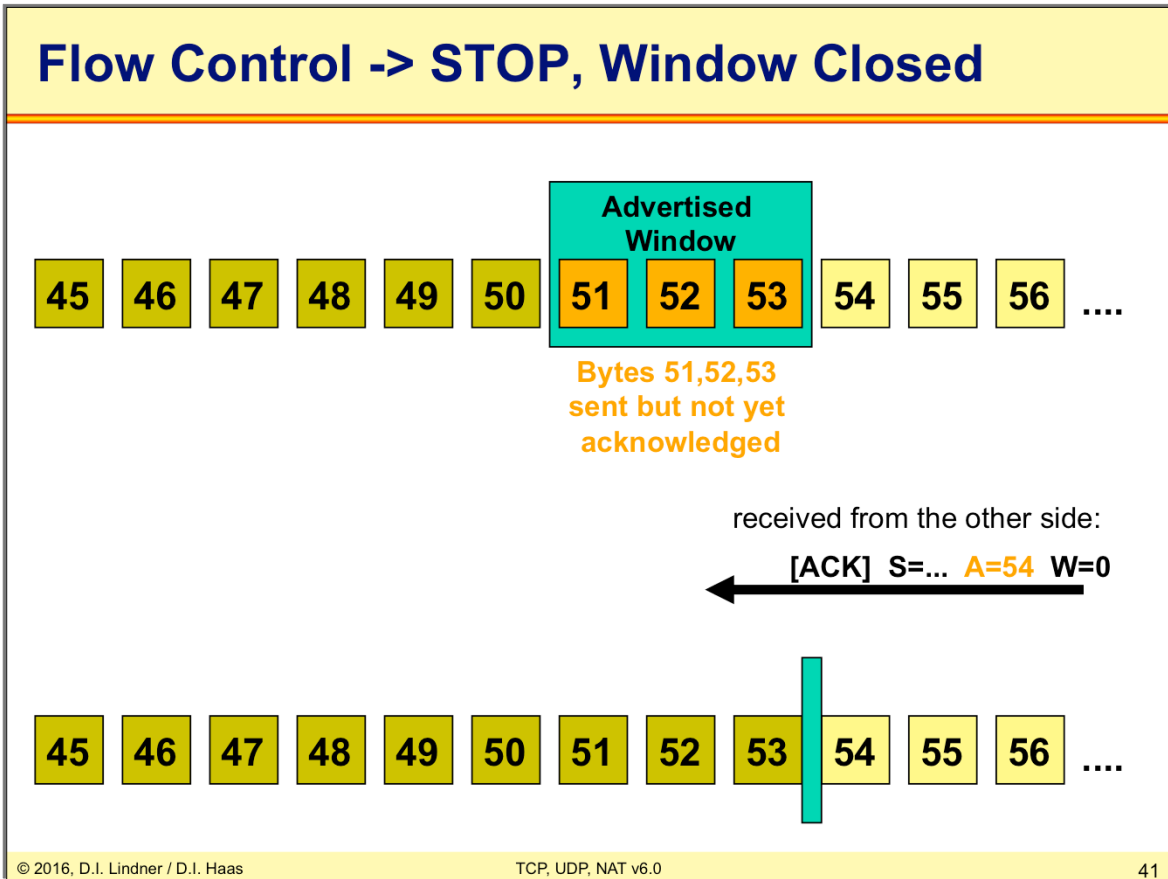 Flow Control -> STOP, Window Closed
Advertised
Window
45 46 47 48 49 50 51 52 53 54 55 56 ....
Bytes 51,52,53
sent but not yet
acknowledged
received from the other side:
[ACK] S=... A=54 W=0
45 46 47 48 49 50 51 52 53 54 55 56 ....
© 2016, D.I. Lindner / D.I. Haas TCP, UDP, NAT v6.0 41